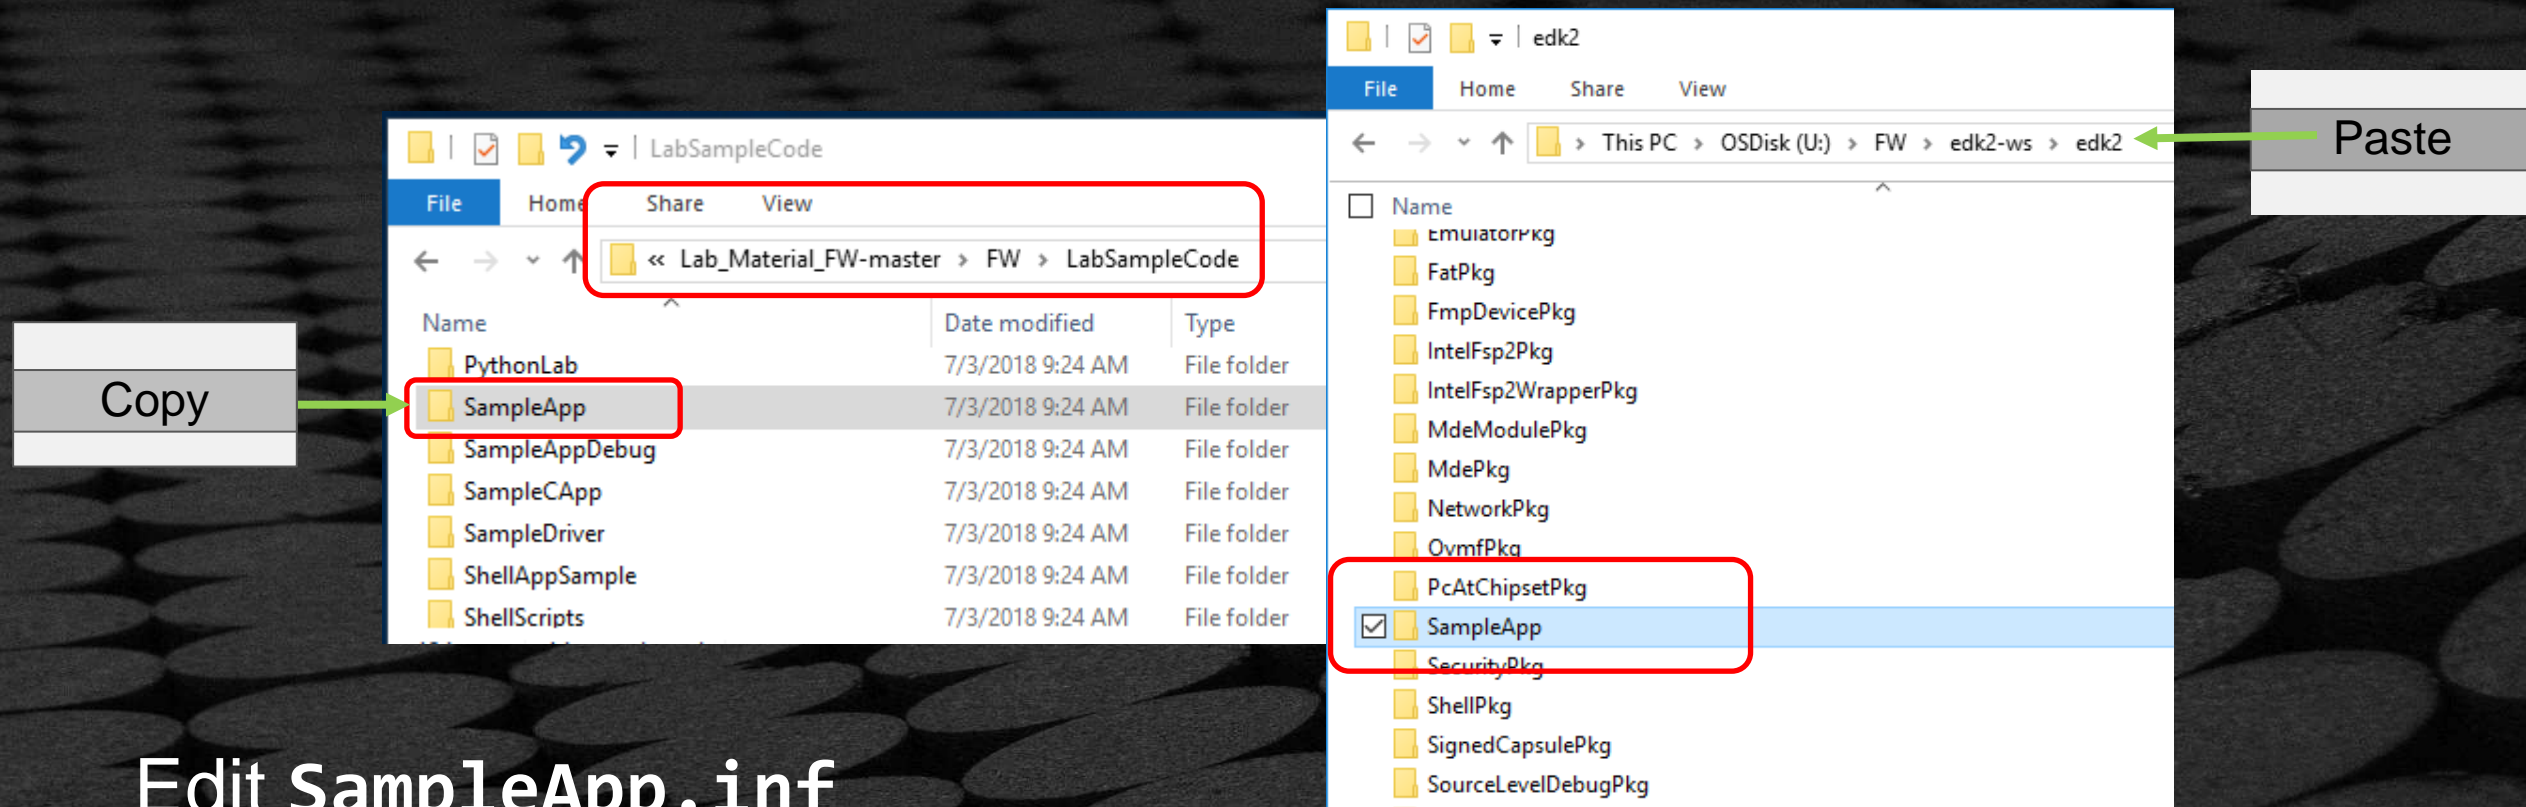 Copy
LabSampleCode
File Home Share View
« Lab_Material_FW-master > FW > LabSampleCode
Name Date modified Type
PythonLab 7/3/2018 9:24 AM File folder
SampleApp 7/3/2018 9:24 AM File folder
SampleAppDebug 7/3/2018 9:24 AM File folder
SampleCApp 7/3/2018 9:24 AM File folder
SampleDriver 7/3/2018 9:24 AM File folder
ShellAppSample 7/3/2018 9:24 AM File folder
ShellScripts 7/3/2018 9:24 AM File folder
edk2
File Home Share View
> This PC > OSDisk (U:) > FW > edk2-ws > edk2
Paste
Name
EmulatorPkg
FatPkg
FmpDevicePkg
IntelFsp2Pkg
IntelFsp2WrapperPkg
MdeModulePkg
MdePkg
NetworkPkg
OvmfPkg
PcAtChipsetPkg
SampleApp
SecurityPkg
ShellPkg
SignedCapsulePkg
SourceLevelDebugPkg
Edit SampleApp.inf